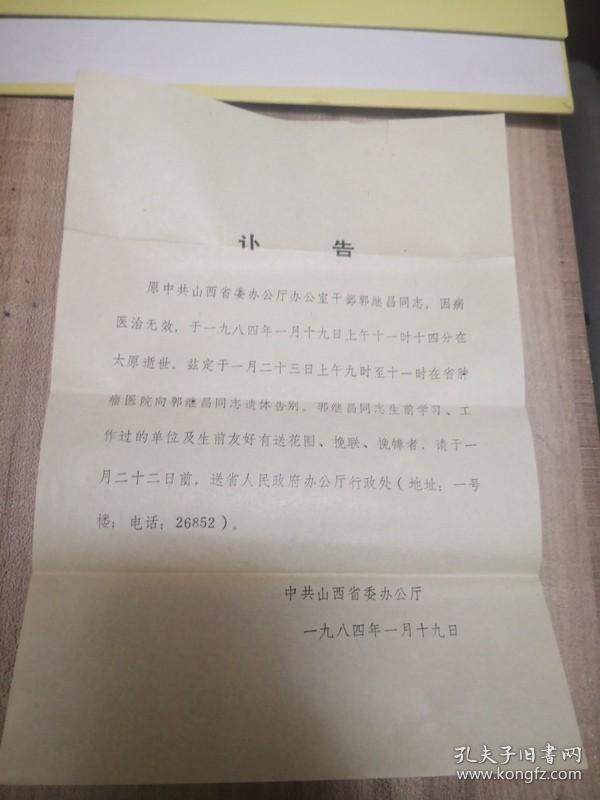 讣 告
原中共山西省委办公厅办公室干部郭继昌同志,因病
医治无效,于一九八四年一月十九日上午十一时十四分在
太原逝世。兹定于一月二十三日上午九时至十一时在省肿
瘤医院向郭继昌同志遗体告别。郭继昌同志生前学习、工
作过的单位及生前友好有送花圈、挽联、挽幛者,请于一
月二十二日前,送省人民政府办公厅行政处(地址:一号
楼;电话:26852)。
中共山西省委办公厅
一九八四年一月十九日
孔夫子旧书网
www.kongfz.com